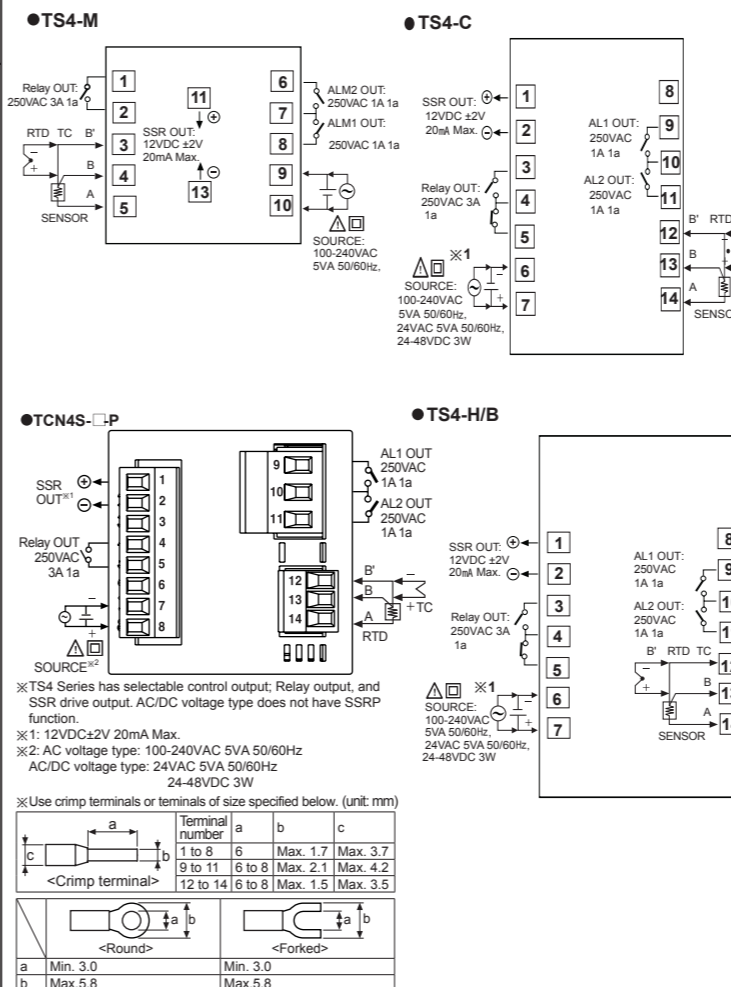 ●TS4-M
Relay OUT:
250VAC 3A 1a
1
2
3
4
5
RTD TC B'
B
A
SENSOR
11
SSR OUT:
12VDC ±2V
20mA Max.
13
6
7
8
9
10
ALM2 OUT:
250VAC 1A 1a
ALM1 OUT:
250VAC 1A 1a
SOURCE:
100-240VAC
5VA 50/60Hz,
●TS4-C
SSR OUT:
12VDC ±2V
20mA Max.
Relay OUT:
250VAC 3A
1a
※1
SOURCE:
100-240VAC
5VA 50/60Hz,
24VAC 5VA 50/60Hz,
24-48VDC 3W
1
2
3
4
5
6
7
AL1 OUT:
250VAC
1A 1a
AL2 OUT:
250VAC
1A 1a
8
9
10
11
12
13
14
B' RTD
B
A
●TCN4S-□-P
SSR
OUT※1
Relay OUT
250VAC
3A 1a
SOURCE※2
1
2
3
4
5
6
7
8
9
10
11
12
13
14
AL1 OUT
250VAC
1A 1a
AL2 OUT
250VAC
1A 1a
B'
B
A
TC
RTD
※TS4 Series has selectable control output; Relay output, and
SSR drive output. AC/DC voltage type does not have SSRP
function.
※1: 12VDC±2V 20mA Max.
※2: AC voltage type: 100-240VAC 5VA 50/60Hz
AC/DC voltage type: 24VAC 5VA 50/60Hz
24-48VDC 3W
※Use crimp terminals or teminals of size specified below. (unit: mm)
a
c
b
<Crimp terminal>
Terminal number a b c
1 to 8 6 Max. 1.7 Max. 3.7
9 to 11 6 to 8 Max. 2.1 Max. 4.2
12 to 14 6 to 8 Max. 1.5 Max. 3.5
a b a b
<Round> <Forked>
a Min. 3.0 Min. 3.0
b Max.5.8 Max.5.8
●TS4-H/B
SSR OUT:
12VDC ±2V
20mA Max.
Relay OUT:
250VAC 3A
1a
※1
SOURCE:
100-240VAC
5VA 50/60Hz,
24VAC 5VA 50/60Hz,
24-48VDC 3W
1
2
3
4
5
6
7
AL1 OUT:
250VAC
1A 1a
AL2 OUT:
250VAC
1A 1a
B' RTD TC
B
A
SENSOR
8
9